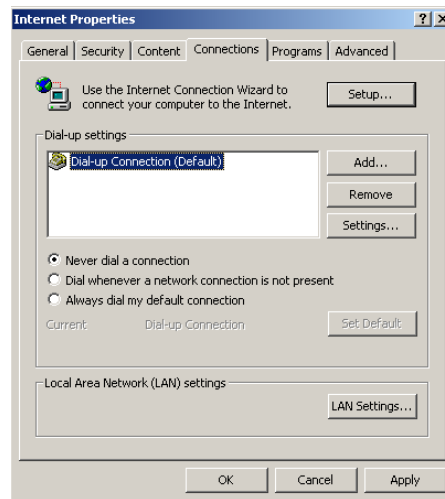 Internet Properties
General Security Content Connections Programs Advanced
Use the Internet Connection Wizard to
connect your computer to the Internet.
Setup...
Dial-up settings
Dial-up Connection (Default)
Add...
Remove
Settings...
Never dial a connection
Dial whenever a network connection is not present
Always dial my default connection
Current Dial-up Connection Set Default
Local Area Network (LAN) settings
LAN Settings...
OK Cancel Apply